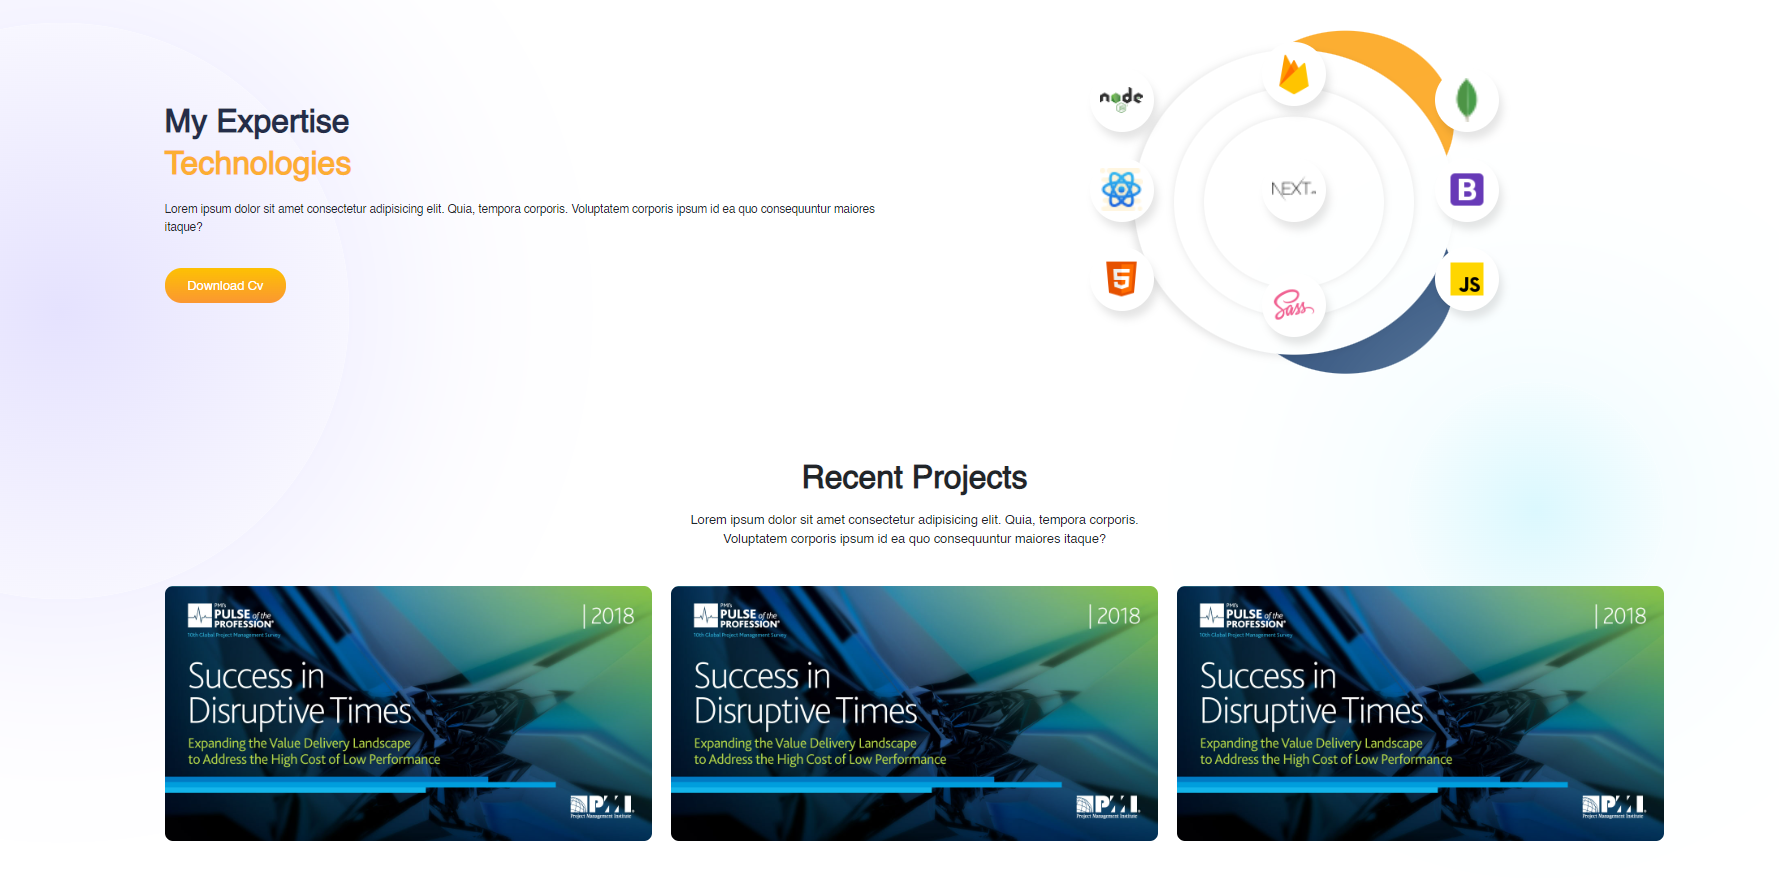 My Expertise
Technologies
Lorem ipsum dolor sit amet consectetur adipisicing elit. Quia, tempora corporis. Voluptatem corporis ipsum id ea quo consequuntur maiores
itaque?
Download Cv
node
JS
NEXT
B
5
JS
Sass
Recent Projects
Lorem ipsum dolor sit amet consectetur adipisicing elit. Quia, tempora corporis.
Voluptatem corporis ipsum id ea quo consequuntur maiores itaque?
PMI's
PULSE of the
PROFESSION®
10th Global Project Management Survey
|2018
Success in
Disruptive Times
Expanding the Value Delivery Landscape
to Address the High Cost of Low Performance
PMI
Project Management Institute
PMI's
PULSE of the
PROFESSION®
10th Global Project Management Survey
|2018
Success in
Disruptive Times
Expanding the Value Delivery Landscape
to Address the High Cost of Low Performance
PMI
Project Management Institute
PMI's
PULSE of the
PROFESSION®
10th Global Project Management Survey
|2018
Success in
Disruptive Times
Expanding the Value Delivery Landscape
to Address the High Cost of Low Performance
PMI
Project Management Institute